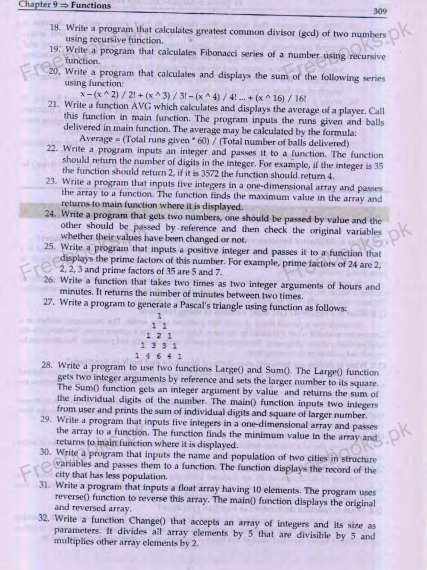 Chapter 9 ⇒ Functions 309
18. Write a program that calculates greatest common divisor (gcd) of two numbers
using recursive function.
19. Write a program that calculates Fibonacci series of a number using recursive
function.
20. Write a program that calculates and displays the sum of the following series
using function:
x – (x ^ 2) / 2! + (x ^ 3) / 3! – (x ^ 4) / 4! ... + (x ^ 16) / 16!
21. Write a function AVG which calculates and displays the average of a player. Call
this function in main function. The program inputs the runs given and balls
delivered in main function. The average may be calculated by the formula:
Average = (Total runs given * 60) / (Total number of balls delivered)
22. Write a program inputs an integer and passes it to a function. The function
should return the number of digits in the integer. For example, if the integer is 35
the function should return 2, if it is 3572 the function should return 4.
23. Write a program that inputs five integers in a one-dimensional array and passes
the array to a function. The function finds the maximum value in the array and
returns to main function where it is displayed.
24. Write a program that gets two numbers, one should be passed by value and the
other should be passed by reference and then check the original variables
whether their values have been changed or not.
25. Write a program that inputs a positive integer and passes it to a function that
displays the prime factors of this number. For example, prime factors of 24 are 2,
2, 2, 3 and prime factors of 35 are 5 and 7.
26. Write a function that takes two times as two integer arguments of hours and
minutes. It returns the number of minutes between two times.
27. Write a program to generate a Pascal's triangle using function as follows:
1
1 1
1 2 1
1 3 3 1
1 4 6 4 1
28. Write a program to use two functions Large() and Sum(). The Large() function
gets two integer arguments by reference and sets the larger number to its square.
The Sum() function gets an integer argument by value and returns the sum of
the individual digits of the number. The main() function inputs two integers
from user and prints the sum of individual digits and square of larger number.
29. Write a program that inputs five integers in a one-dimensional array and passes
the array to a function. The function finds the minimum value in the array and
returns to main function where it is displayed.
30. Write a program that inputs the name and population of two cities in structure
variables and passes them to a function. The function displays the record of the
city that has less population.
31. Write a program that inputs a float array having 10 elements. The program uses
reverse() function to reverse this array. The main() function displays the original
and reversed array.
32. Write a function Change() that accepts an array of integers and its size as
parameters. It divides all array elements by 5 that are divisible by 5 and
multiplies other array elements by 2.